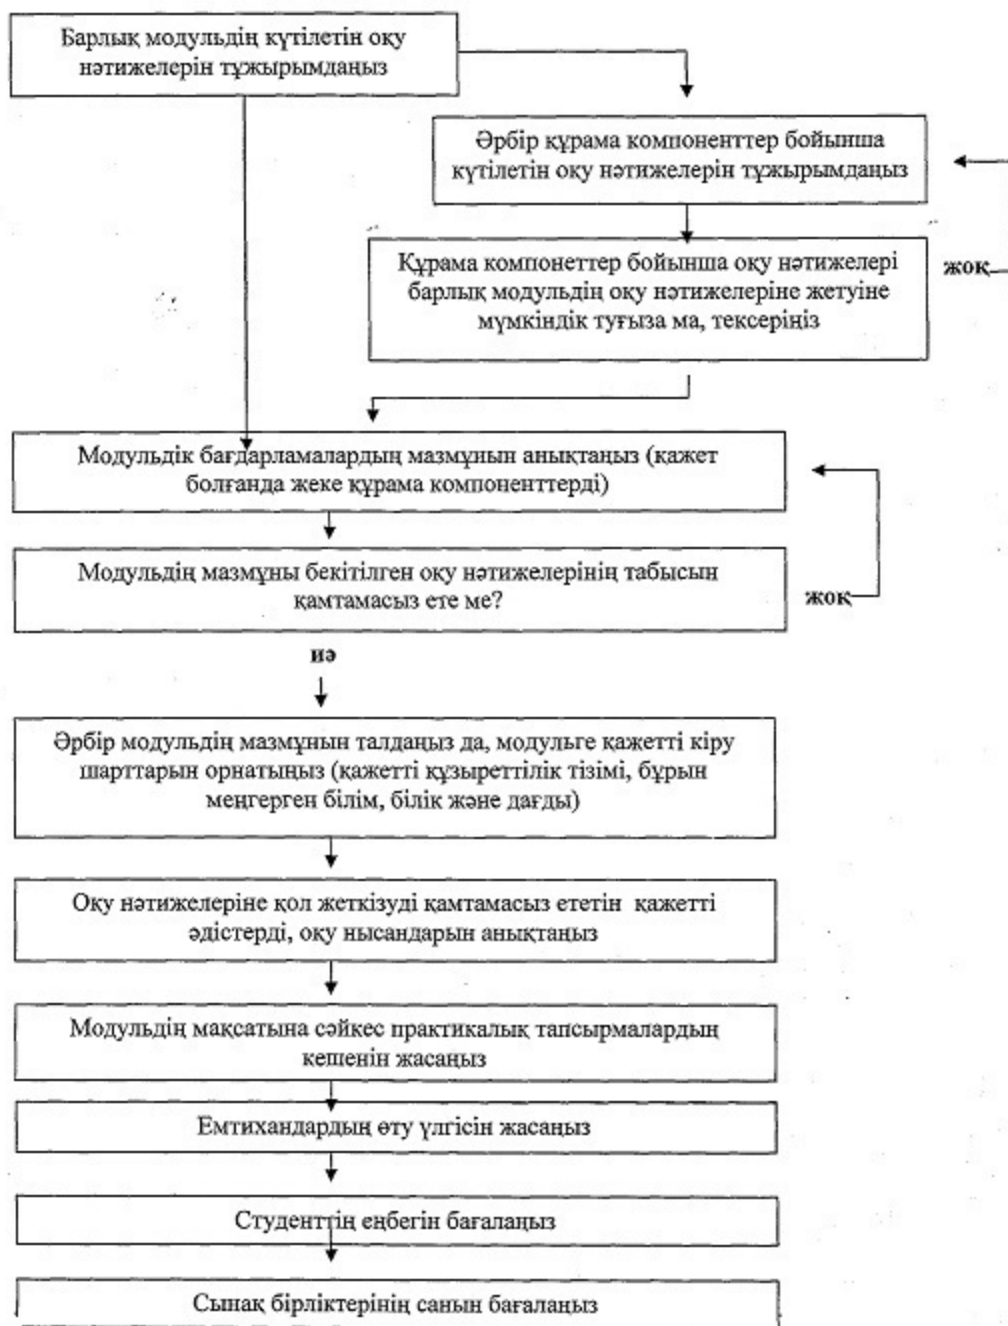 Барлық модульдің күтілетін оқу
нәтижелерін тұжырымдаңыз
Әрбір құрама компоненттер бойынша
күтілетін оқу нәтижелерін тұжырымдаңыз
Құрама компонеттер бойынша оқу нәтижелері
барлық модульдің оқу нәтижелеріне жетуіне
мүмкіндік туғыза ма, тексеріңіз
жоқ
Модульдік бағдарламалардың мазмұнын анықтаңыз (қажет
болғанда жеке құрама компоненттерді)
Модульдің мазмұны бекітілген оқу нәтижелерінің табысын
қамтамасыз ете ме?
жоқ
иә
Әрбір модульдің мазмұнын талдаңыз да, модульге қажетті кіру
шарттарын орнатыңыз (қажетті құзыреттілік тізімі, бұрын
меңгерген білім, білік және дағды)
Оқу нәтижелеріне қол жеткізуді қамтамасыз ететін қажетті
әдістерді, оқу нысандарын анықтаңыз
Модульдің мақсатына сәйкес практикалық тапсырмалардың
кешенін жасаңыз
Емтихандардың өту үлгісін жасаңыз
Студенттің еңбегін бағалаңыз
Сынақ бірліктерінің санын бағалаңыз